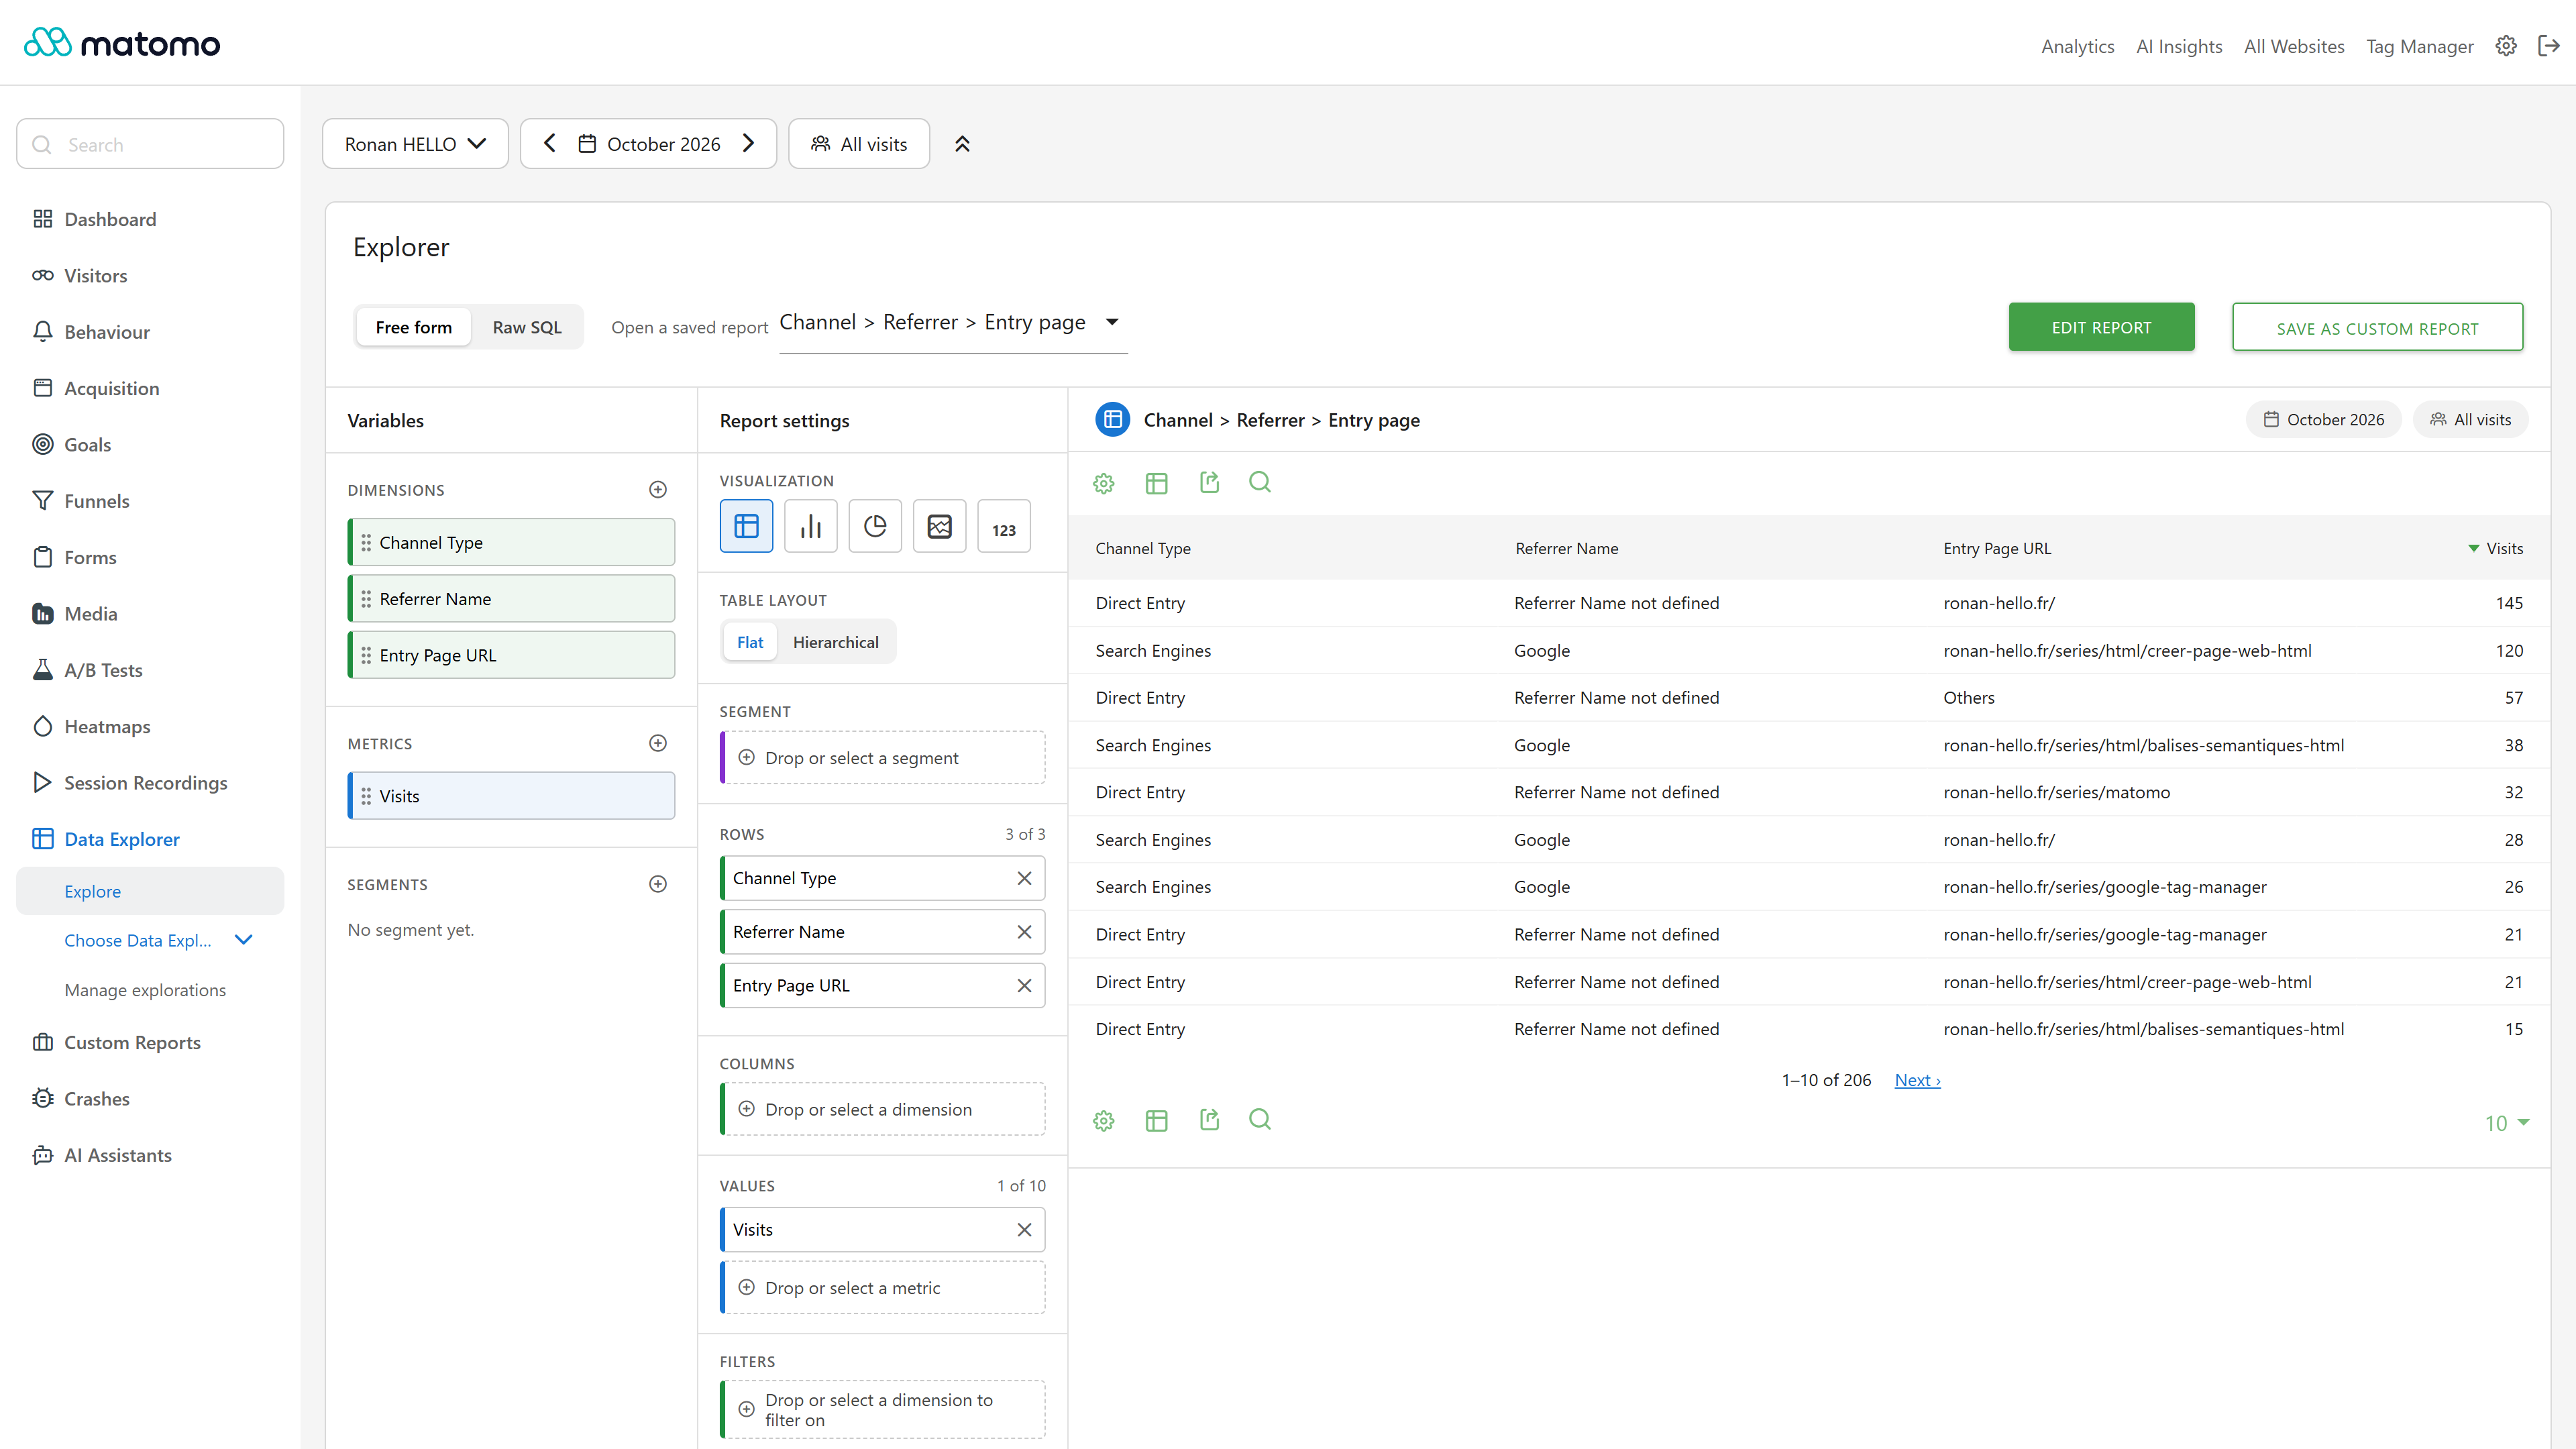 matomo
Analytics
AI Insights
All Websites
Tag Manager
Search
Ronan HELLO
October 2026
All visits
Dashboard
Visitors
Behaviour
Acquisition
Goals
Funnels
Forms
Media
A/B Tests
Heatmaps
Session Recordings
Data Explorer
Explore
Choose Data Expl...
Manage explorations
Custom Reports
Crashes
AI Assistants
Explorer
Free form
Raw SQL
Open a saved report
Channel > Referrer > Entry page
EDIT REPORT
SAVE AS CUSTOM REPORT
Variables
DIMENSIONS
Channel Type
Referrer Name
Entry Page URL
METRICS
Visits
SEGMENTS
No segment yet.
Report settings
VISUALIZATION
123
TABLE LAYOUT
Flat
Hierarchical
SEGMENT
Drop or select a segment
ROWS 3 of 3
Channel Type
Referrer Name
Entry Page URL
COLUMNS
Drop or select a dimension
VALUES 1 of 10
Visits
Drop or select a metric
FILTERS
Drop or select a dimension to
filter on
Channel > Referrer > Entry page
October 2026
All visits
Channel Type Referrer Name Entry Page URL Visits
Direct Entry Referrer Name not defined ronan-hello.fr/ 145
Search Engines Google ronan-hello.fr/series/html/creer-page-web-html 120
Direct Entry Referrer Name not defined Others 57
Search Engines Google ronan-hello.fr/series/html/balises-semantiques-html 38
Direct Entry Referrer Name not defined ronan-hello.fr/series/matomo 32
Search Engines Google ronan-hello.fr/ 28
Search Engines Google ronan-hello.fr/series/google-tag-manager 26
Direct Entry Referrer Name not defined ronan-hello.fr/series/google-tag-manager 21
Direct Entry Referrer Name not defined ronan-hello.fr/series/html/creer-page-web-html 21
Direct Entry Referrer Name not defined ronan-hello.fr/series/html/balises-semantiques-html 15
1–10 of 206 Next ›
10